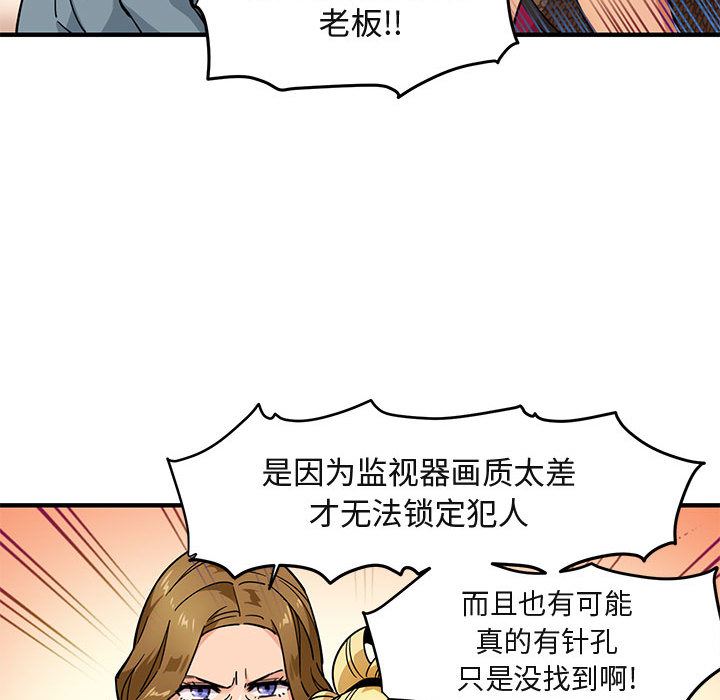 老板!!
是因为监视器画质太差
才无法锁定犯人
而且也有可能
真的有针孔
只是没找到啊!